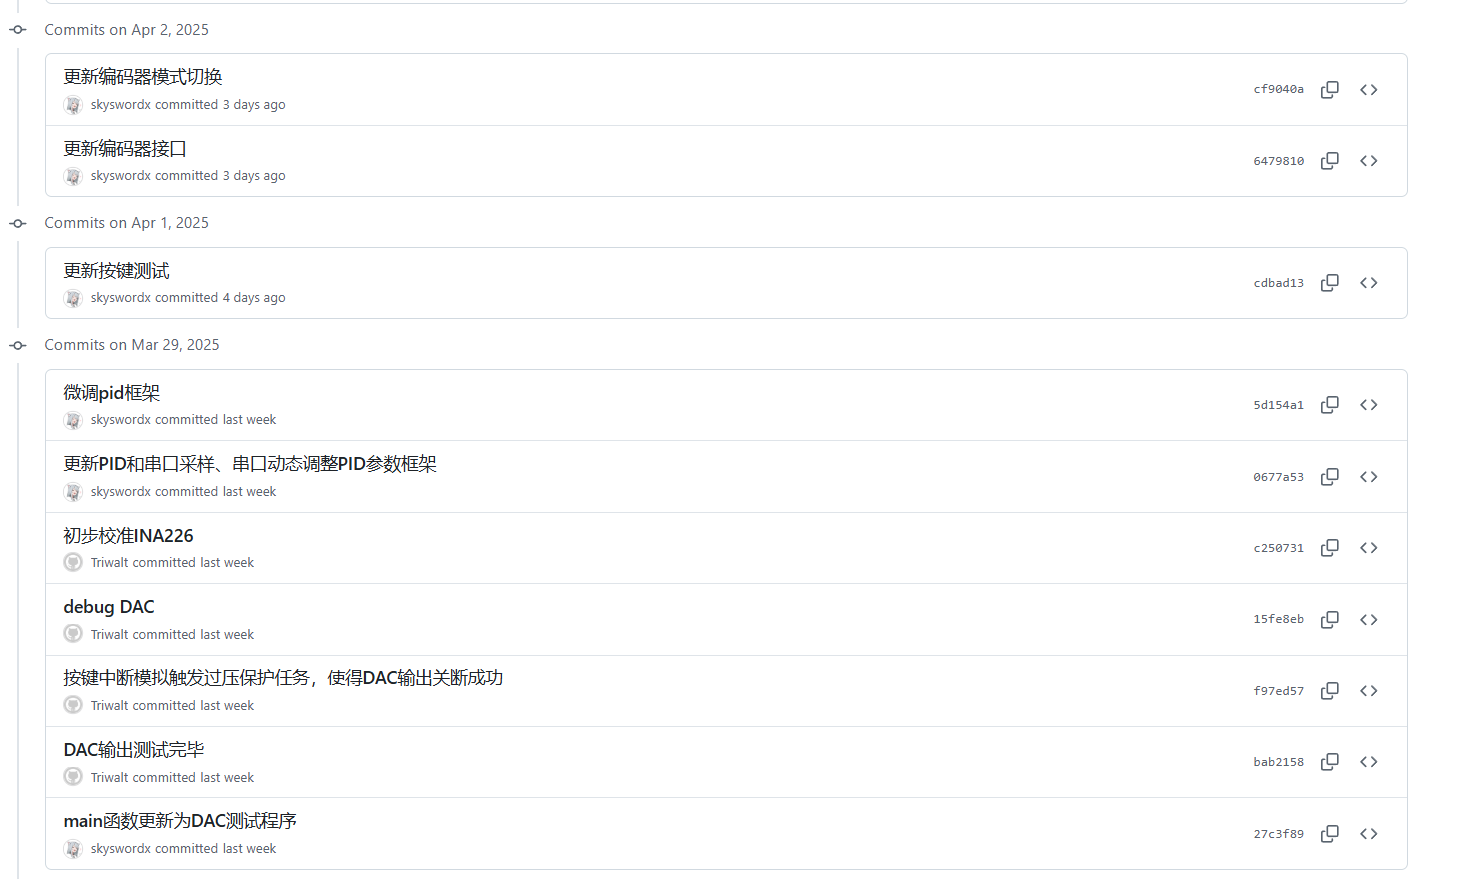 Commits on Apr 2, 2025
更新编码器模式切换
cf9040a
skyswordx committed 3 days ago
更新编码器接口
6479810
skyswordx committed 3 days ago
Commits on Apr 1, 2025
更新按键测试
cdbad13
skyswordx committed 4 days ago
Commits on Mar 29, 2025
微调pid框架
5d154a1
skyswordx committed last week
更新PID和串口采样、串口动态调整PID参数框架
0677a53
skyswordx committed last week
初步校准INA226
c250731
Triwalt committed last week
debug DAC
15fe8eb
Triwalt committed last week
按键中断模拟触发过压保护任务，使得DAC输出关断成功
f97ed57
Triwalt committed last week
DAC输出测试完毕
bab2158
Triwalt committed last week
main函数更新为DAC测试程序
27c3f89
skyswordx committed last week